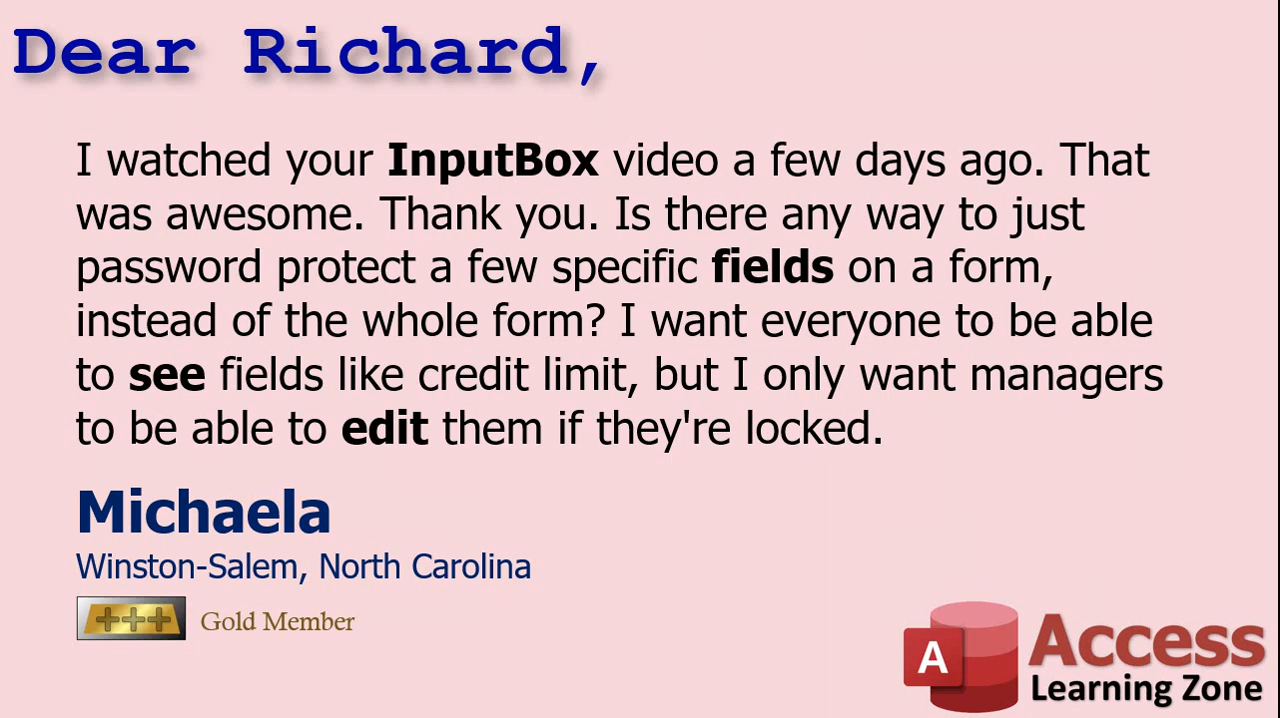 Dear Richard,
I watched your InputBox video a few days ago. That
was awesome. Thank you. Is there any way to just
password protect a few specific fields on a form,
instead of the whole form? I want everyone to be able
to see fields like credit limit, but I only want managers
to be able to edit them if they're locked.
Michaela
Winston-Salem, North Carolina
+++ Gold Member
A Access
Learning Zone